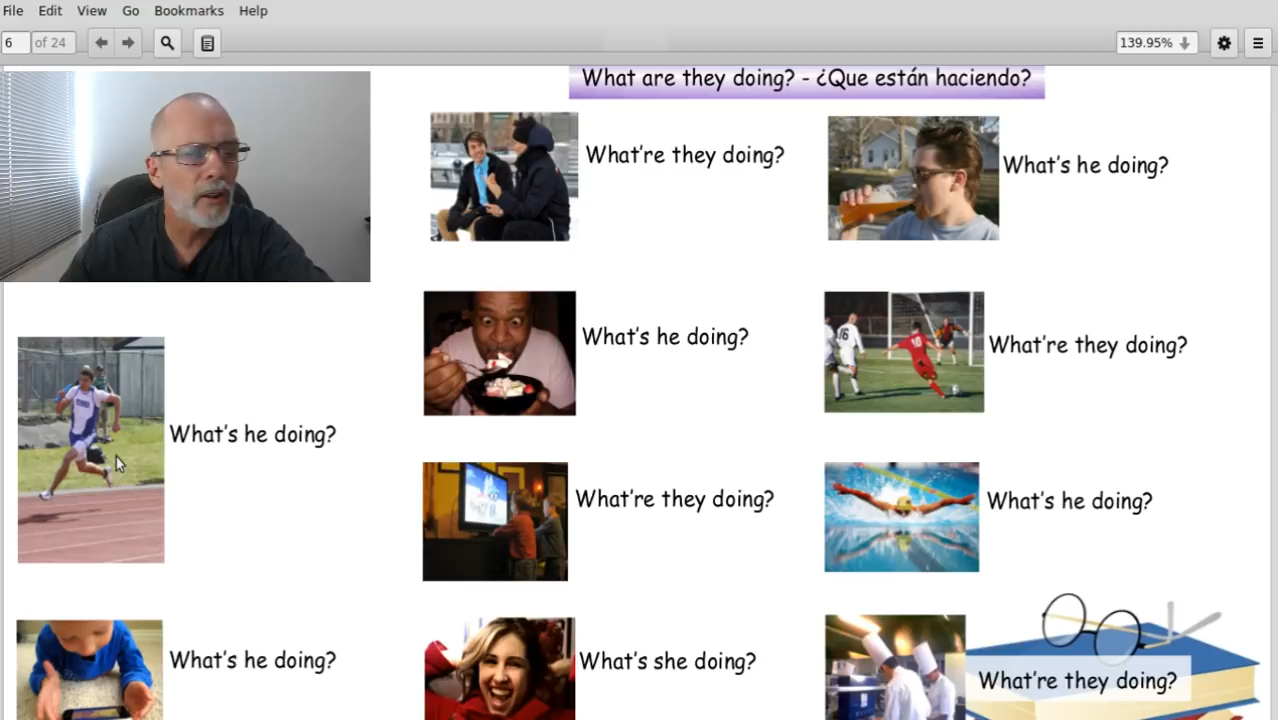 File Edit View Go Bookmarks Help
6 of 24
139.95%
What are they doing? - ¿Que están haciendo?
What're they doing?
What's he doing?
What's he doing?
What're they doing?
What's he doing?
What're they doing?
What's he doing?
What's he doing?
What's she doing?
What're they doing?